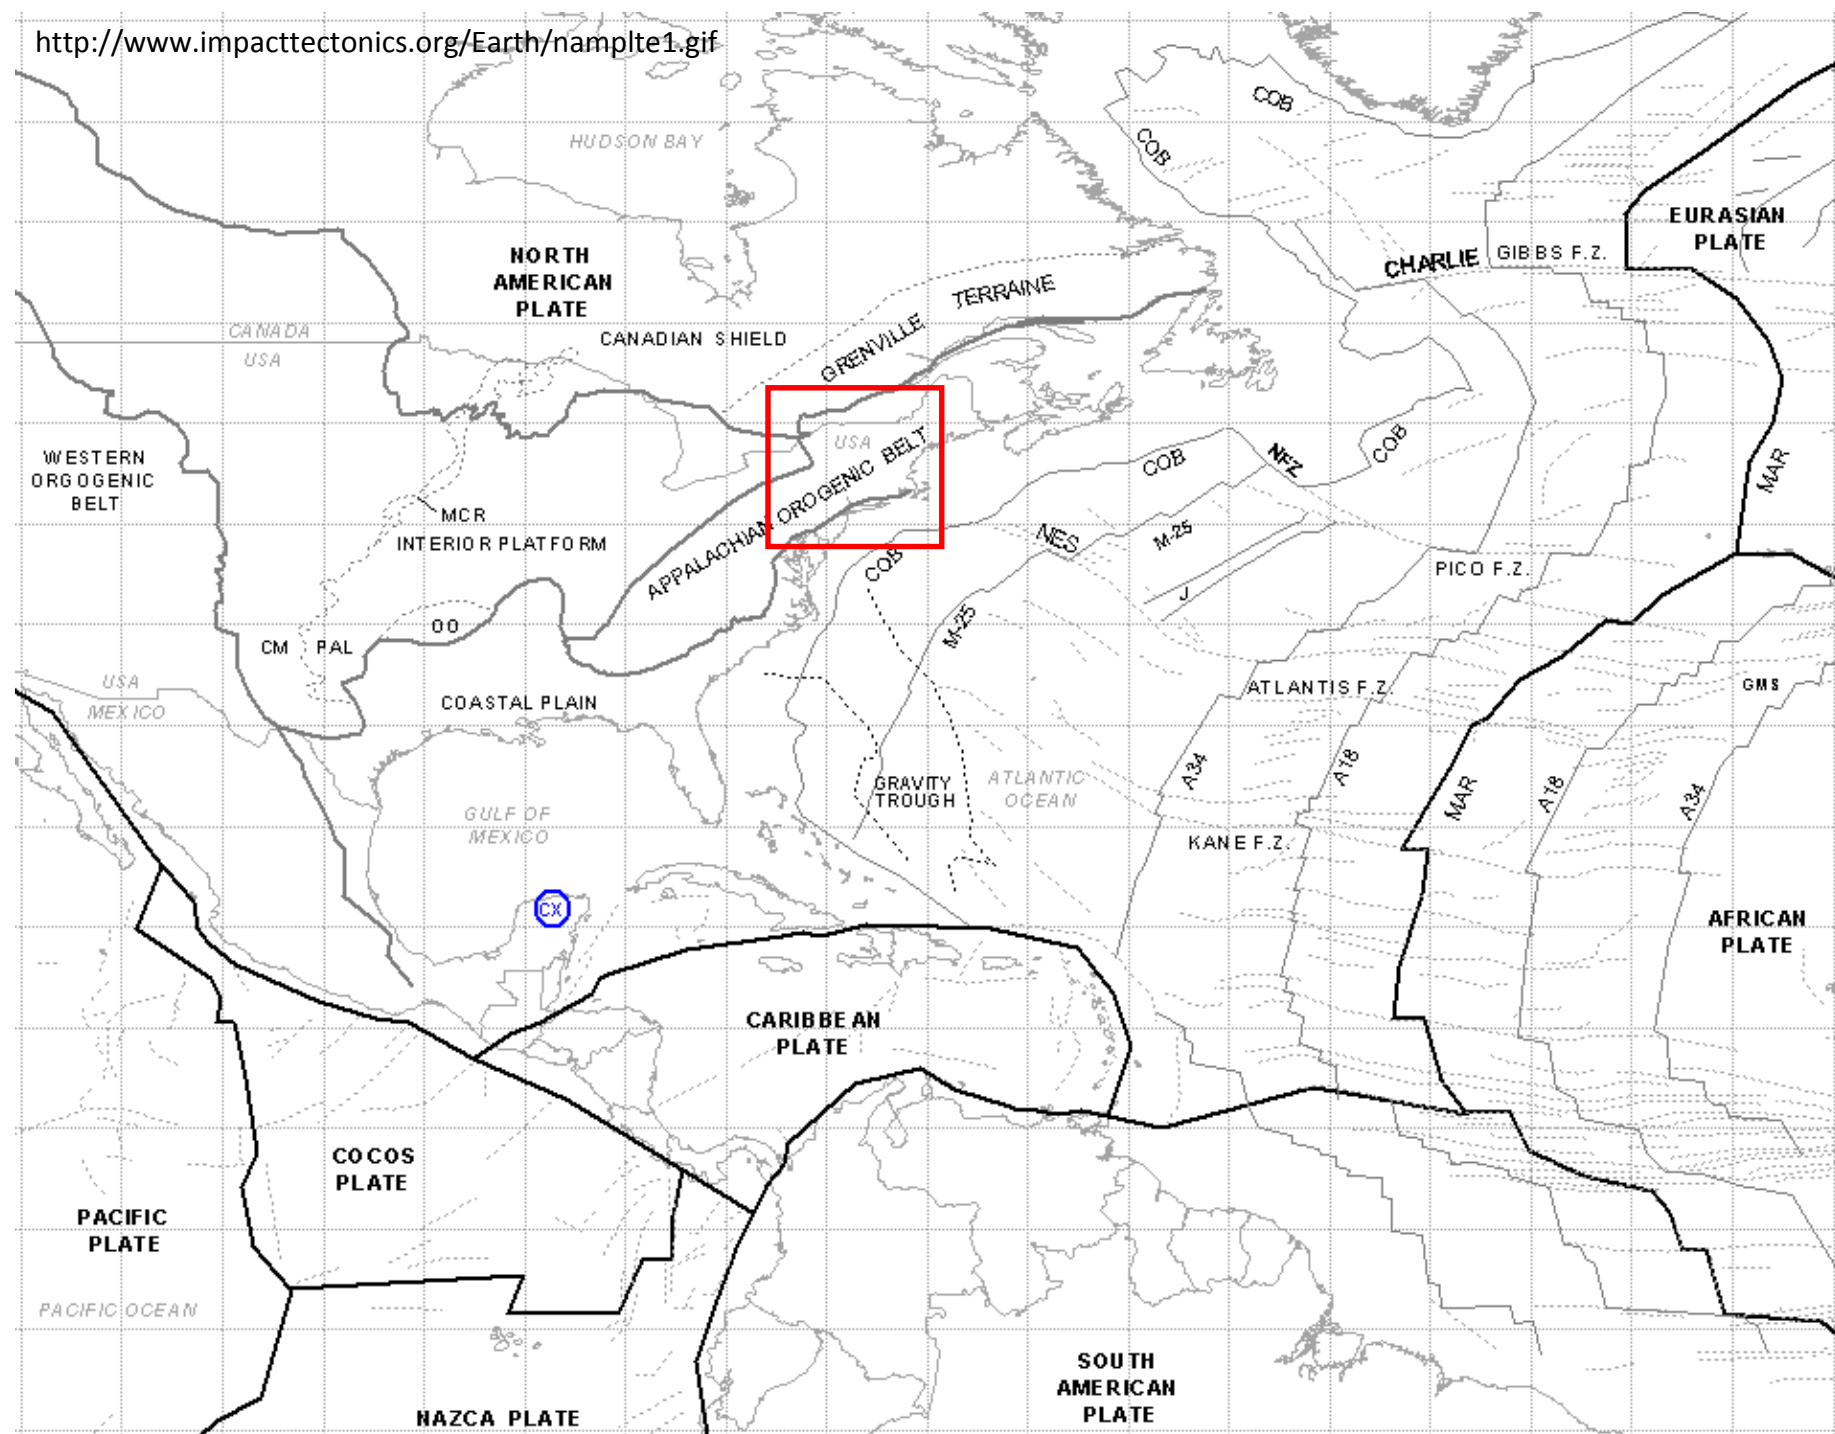 http://www.impacttectonics.org/Earth/namplte1.gif
COB
COB
HUDSON BAY
EURASIAN
PLATE
NORTH
AMERICAN
PLATE
CHARLIE
GIBBS F.Z.
TERRAINE
GRENVILLE
CANADA
USA
CANADIAN SHIELD
USA
WESTERN
ORGOGENIC
BELT
APPALACHIAN OROGENIC BELT
COB
NFZ
COB
MAR
MCR
INTERIOR PLATFORM
NES
M-25
COB
PICO F.Z.
J
M-25
OO
CM
PAL
USA
MEXICO
COASTAL PLAIN
ATLANTIS F.Z.
GMS
GRAVITY
TROUGH
ATLANTIC
OCEAN
A34
A18
MAR
A18
A34
GULF OF
MEXICO
KANE F.Z.
CX
AFRICAN
PLATE
CARIBBEAN
PLATE
COCOS
PLATE
PACIFIC
PLATE
PACIFIC OCEAN
NAZCA PLATE
SOUTH
AMERICAN
PLATE